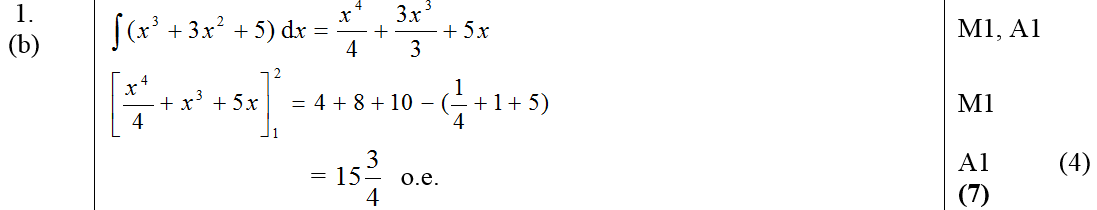 1. (b) ∫(x³ + 3x² + 5) dx = x⁴/4 + 3x³/3 + 5x M1, A1
[x⁴/4 + x³ + 5x]₁² = 4 + 8 + 10 − (1/4 + 1 + 5) M1
= 15 3/4 o.e. A1 (4)
(7)